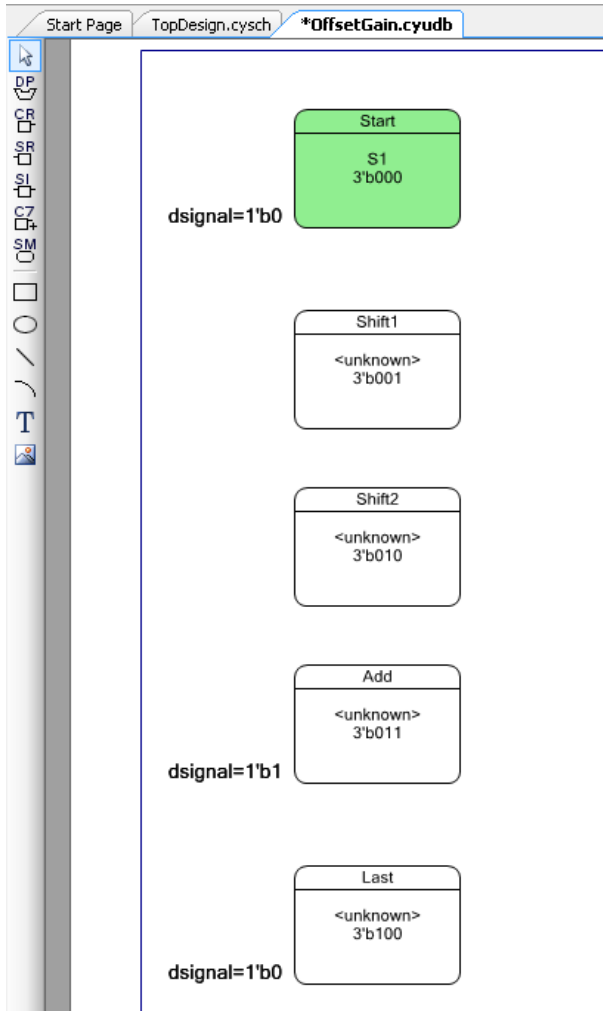 Start Page TopDesign.cysch *OffsetGain.cyudb
DP
CR
SR
SI
C7
SM
T
Start
S1
3'b000
dsignal=1'b0
Shift1
<unknown>
3'b001
Shift2
<unknown>
3'b010
Add
<unknown>
3'b011
dsignal=1'b1
Last
<unknown>
3'b100
dsignal=1'b0